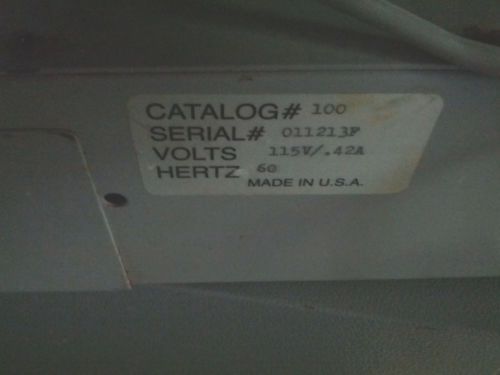 CATALOG# 100
SERIAL# 011213F
VOLTS 115V/.42A
HERTZ 60
MADE IN U.S.A.